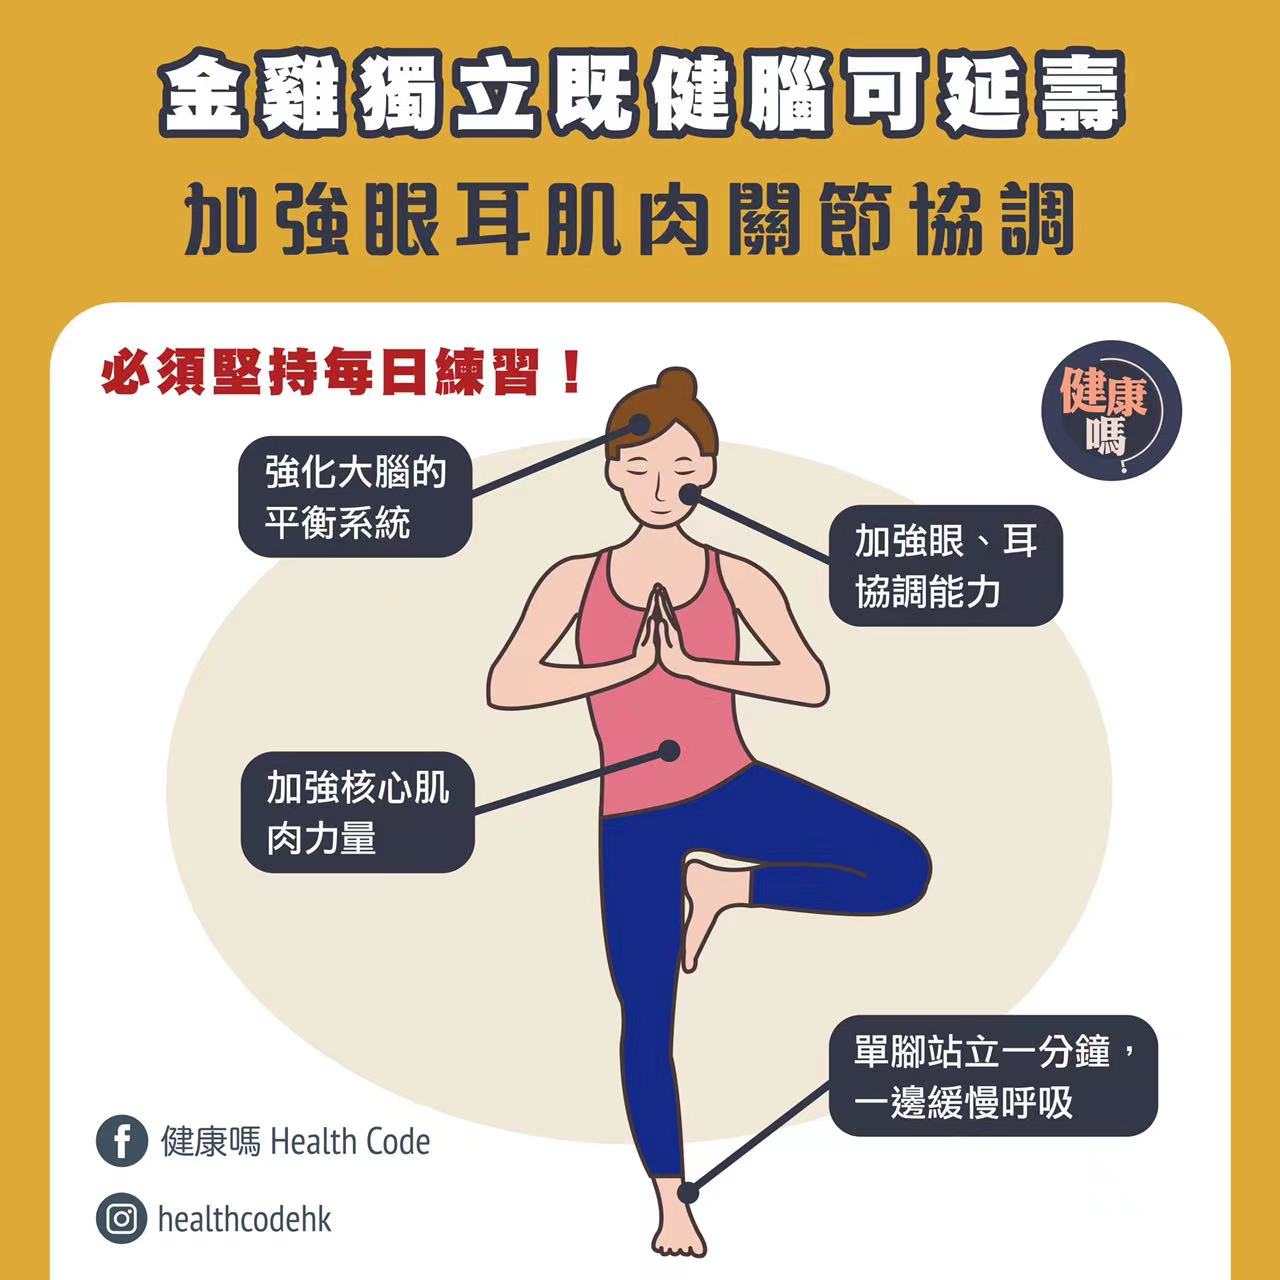 金雞獨立既健腦可延壽
加強眼耳肌肉關節協調
必須堅持每日練習！
健康
嗎
強化大腦的
平衡系統
加強眼、耳
協調能力
加強核心肌
肉力量
單腳站立一分鐘，
一邊緩慢呼吸
健康嗎 Health Code
healthcodehk